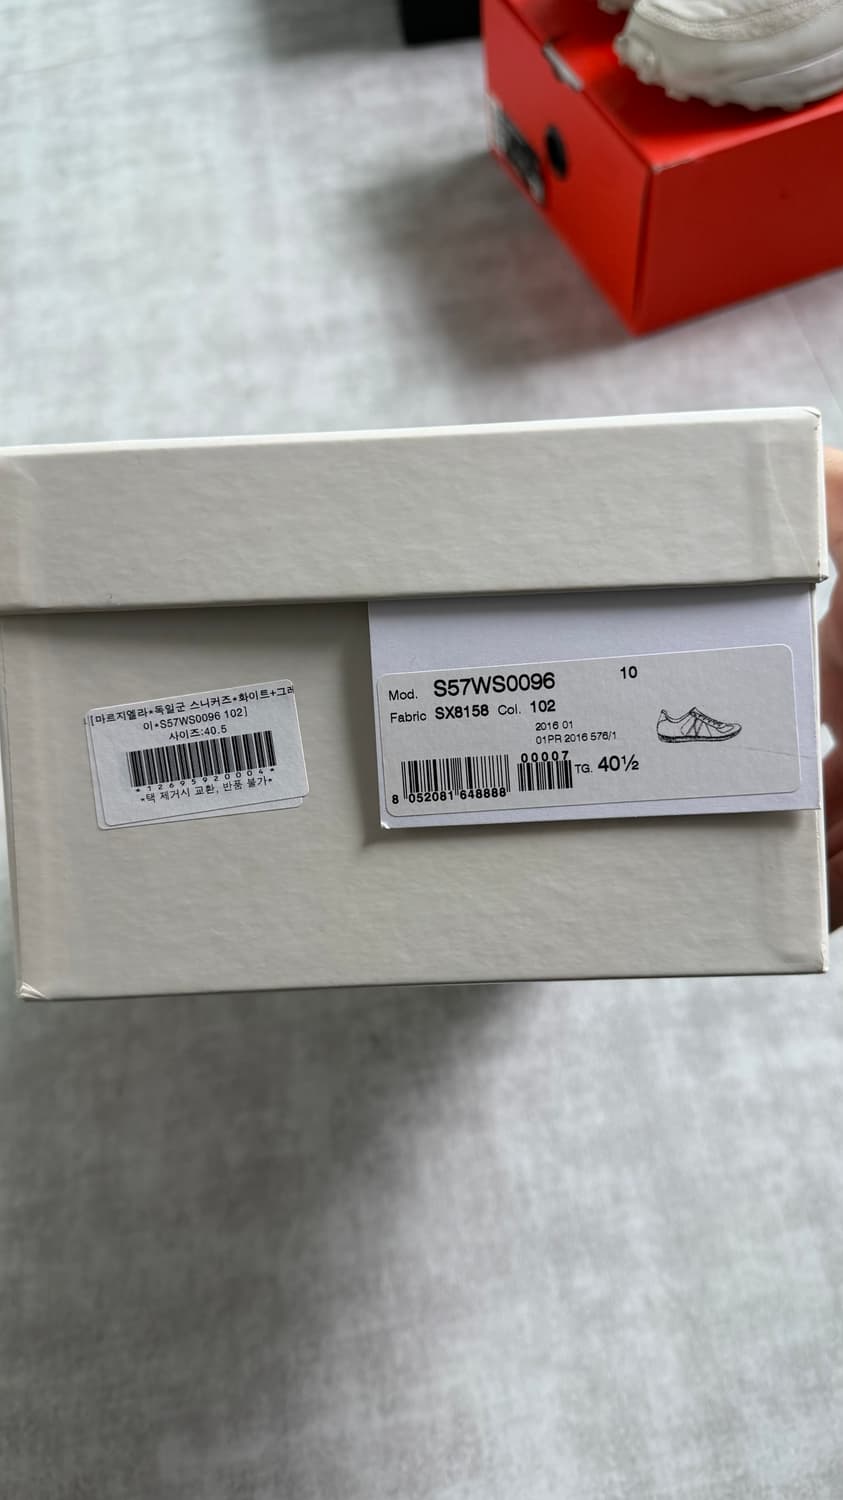 [마르지엘라*독일군 스니커즈*화이트+그레
이*S57WS0096 102]
사이즈:40.5
*12695920004*
*택 제거시 교환, 반품 불가*
Mod. S57WS0096 10
Fabric SX8158 Col. 102
2016 01
01PR 2016 576/1
00007
TG. 40½
8 052081 648888